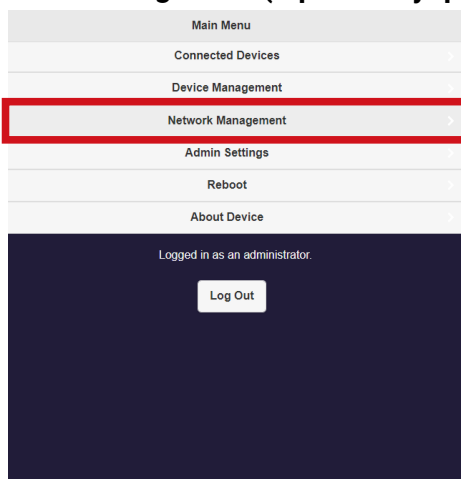 Main Menu
Connected Devices
Device Management
Network Management
Admin Settings
Reboot
About Device
Logged in as an administrator.
Log Out